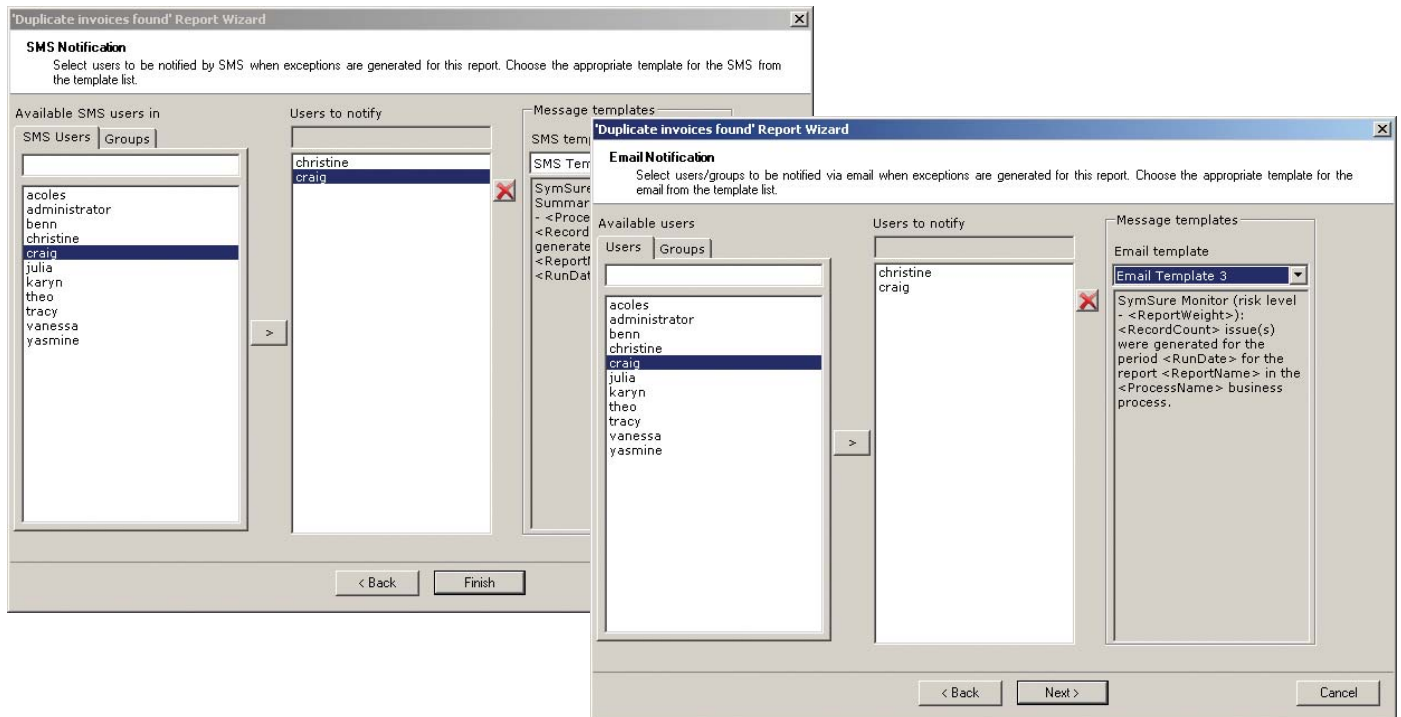 'Duplicate invoices found' Report Wizard
SMS Notification
Select users to be notified by SMS when exceptions are generated for this report. Choose the appropriate template for the SMS from
the template list.
Available SMS users in
SMS Users
Groups
acoles
administrator
benn
christine
craig
julia
karyn
theo
tracy
vanessa
yasmine
>
Users to notify
christine
craig
Message templates
SMS
SMS
SymSure
- <Proce
<Record
generate
<Report
<RunDat
< Back
Finish
'Duplicate invoices found' Report Wizard
Email Notification
Select users/groups to be notified via email when exceptions are generated for this report. Choose the appropriate template for the
email from the template list.
Available users
Users
Groups
acoles
administrator
benn
christine
craig
julia
karyn
theo
tracy
vanessa
yasmine
>
Users to notify
christine
craig
Message templates
Email template
Email Template 3
SymSure Monitor (risk level
- <ReportWeight>):
<RecordCount> issue(s)
were generated for the
period <RunDate> for the
report <ReportName> in the
<ProcessName> business
process.
< Back
Next >
Cancel